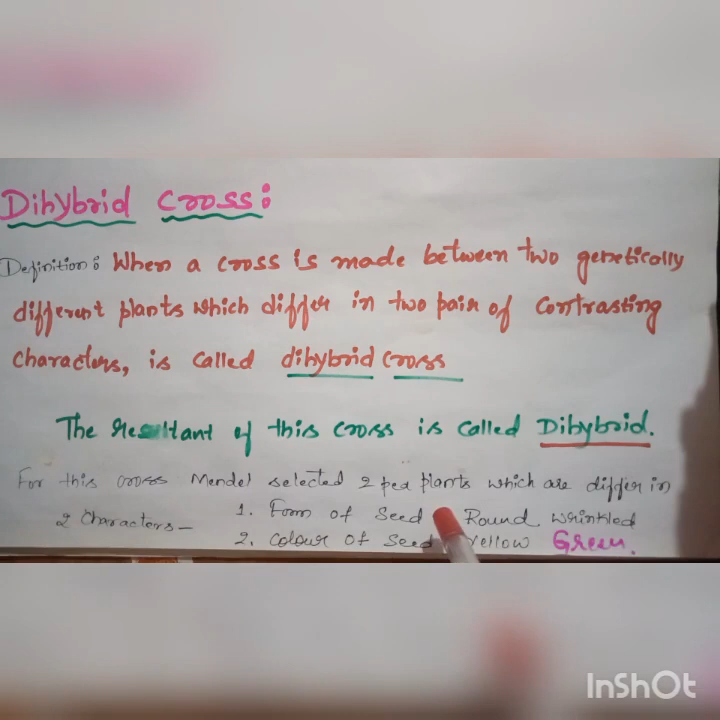 Dihybrid Cross:
Definition: When a cross is made between two genetically
different plants which differ in two pair of contrasting
characters, is called dihybrid cross
The resultant of this cross is called Dihybrid.
For this cross Mendel selected 2 pea plants which are differ in
2 Characters— 1. Form of Seed Round Wrinkled
2. Colour of Seed Yellow Green.
InShOt